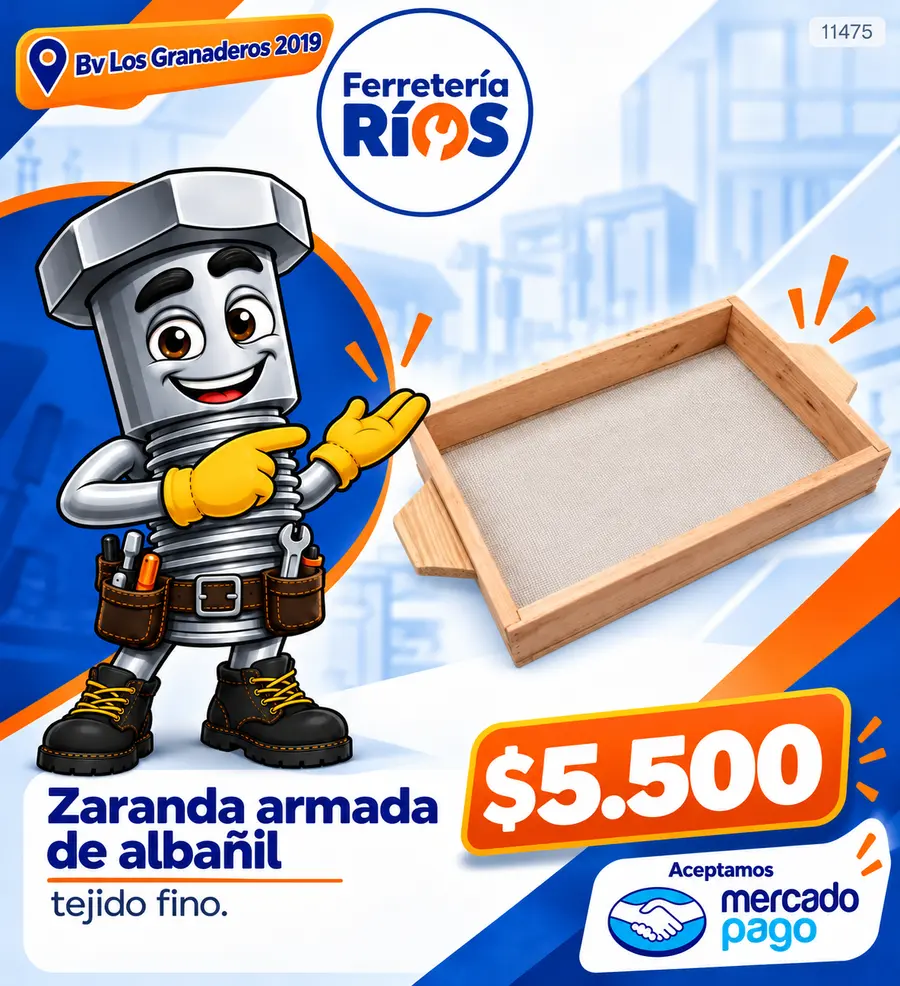 Bv Los Granaderos 2019
Ferretería
RÍOS
11475
$5.500
Zaranda armada
de albañil
tejido fino.
Aceptamos
mercado
pago